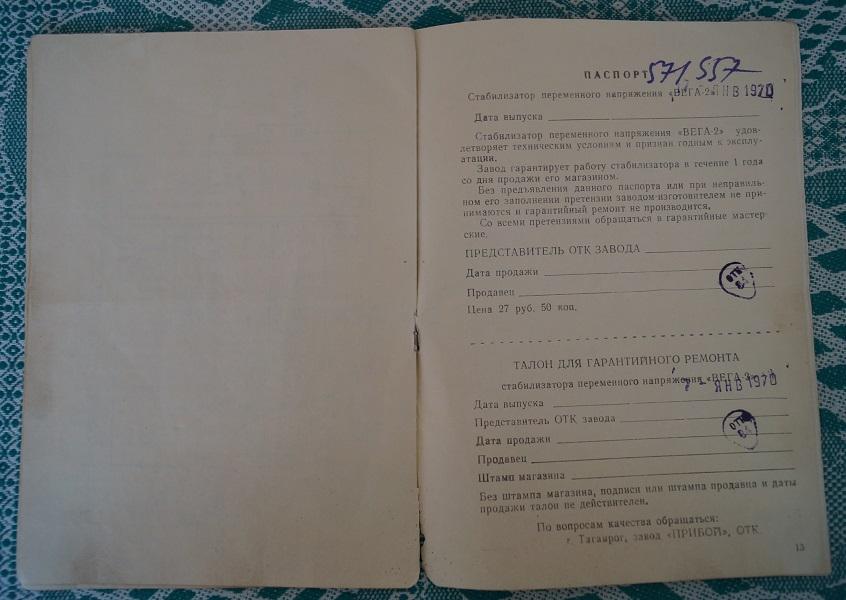 ПАСПОРТ 571557
Стабилизатор переменного напряжения «ВЕГА-2» ЯНВ 1970
Дата выпуска
Стабилизатор переменного напряжения «ВЕГА-2» удов-
летворяет техническим условиям и признан годным к эксплу-
атации.
Завод гарантирует работу стабилизатора в течение 1 года
со дня продажи его магазином.
Без предъявления данного паспорта или при неправиль-
ном его заполнении претензии заводом-изготовителем не при-
нимаются и гарантийный ремонт не производится.
Со всеми претензиями обращаться в гарантийные мастер-
ские.
ПРЕДСТАВИТЕЛЬ ОТК ЗАВОДА
Дата продажи
ОТК
Продавец
Цена 27 руб. 50 коп.
ТАЛОН ДЛЯ ГАРАНТИЙНОГО РЕМОНТА
стабилизатора переменного напряжения «ВЕГА-2»
7 - ЯНВ 1970
Дата выпуска
Представитель ОТК завода
ОТК
Дата продажи
Продавец
Штамп магазина
Без штампа магазина, подписи или штампа продавца и даты
продажи талон не действителен.
По вопросам качества обращаться:
г. Таганрог, завод «ПРИБОЙ», ОТК.
13